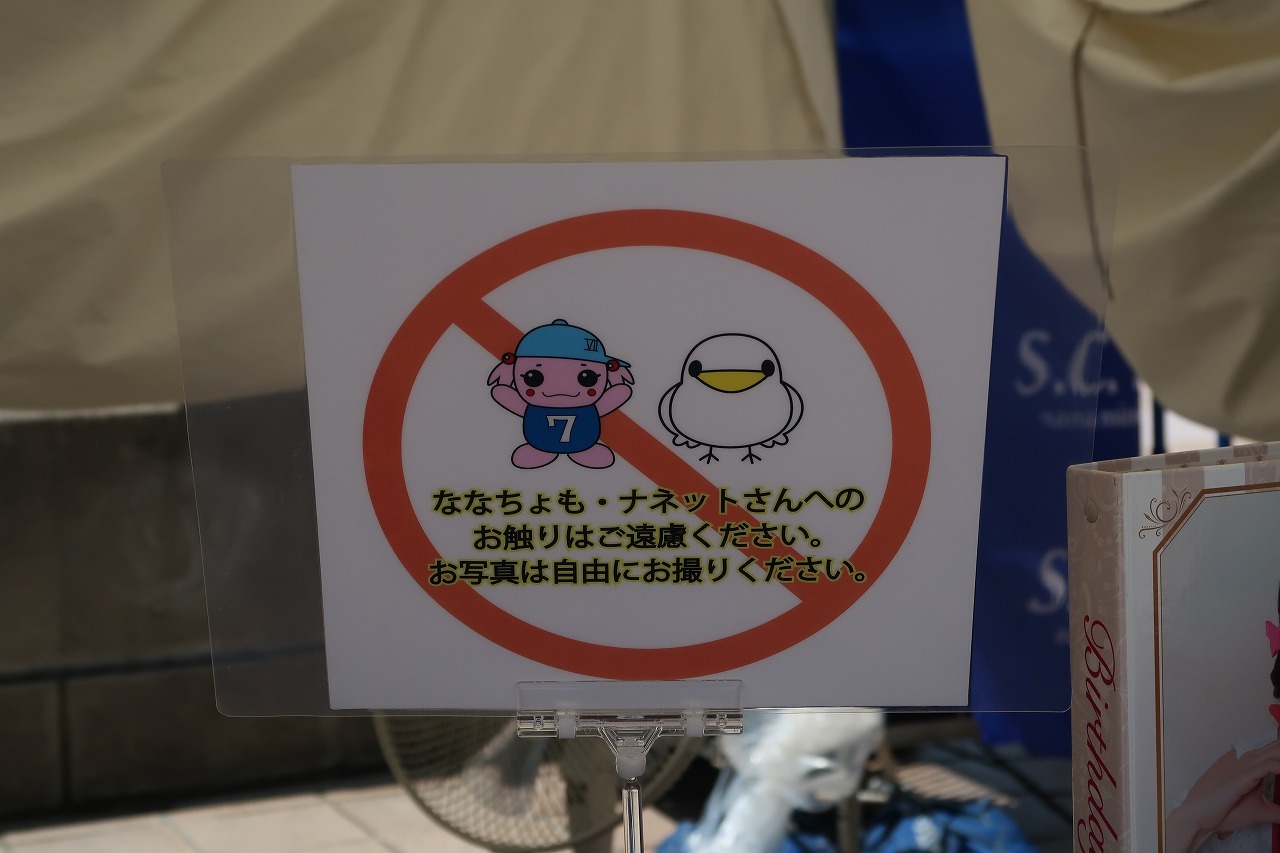 VII
7
ななちょも・ナネットさんへの
お触りはご遠慮ください。
お写真は自由にお撮りください。
S.C.
S.
Birthda